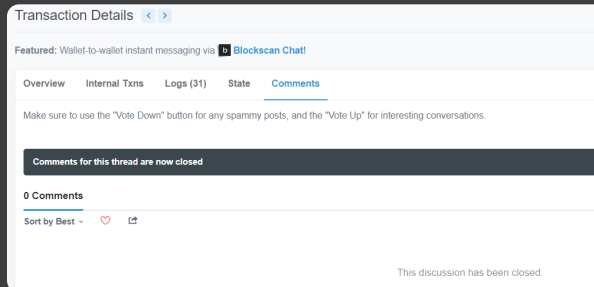 Transaction Details
Featured: Wallet-to-wallet instant messaging via b Blockscan Chat!
Overview Internal Txns Logs (31) State Comments
Make sure to use the "Vote Down" button for any spammy posts, and the "Vote Up" for interesting conversations.
Comments for this thread are now closed
0 Comments
Sort by Best
This discussion has been closed.